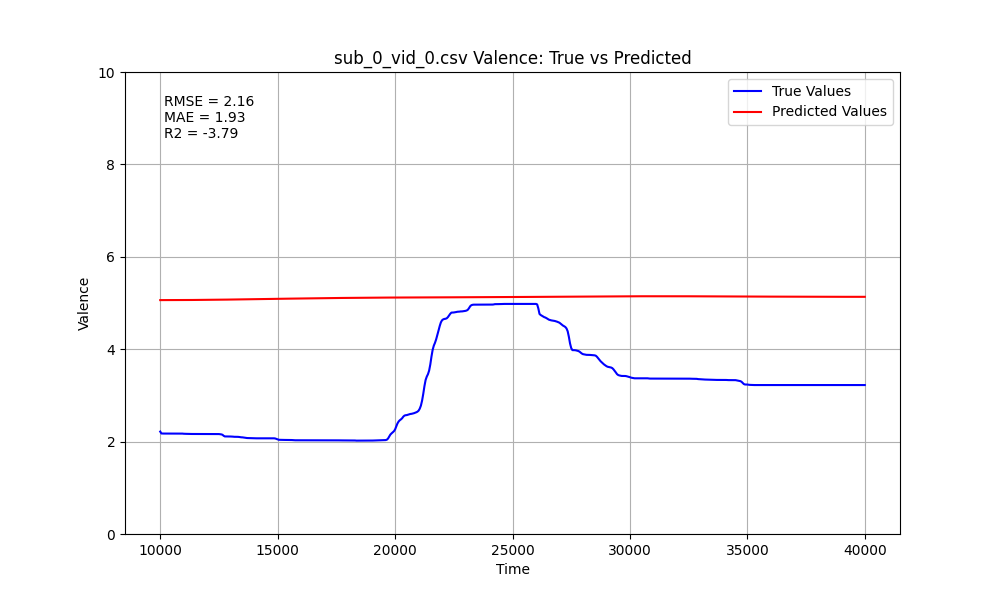 sub_0_vid_0.csv Valence: True vs Predicted
RMSE = 2.16
MAE = 1.93
R2 = -3.79
True Values
Predicted Values
Valence
10
8
6
4
2
0
10000 15000 20000 25000 30000 35000 40000
Time